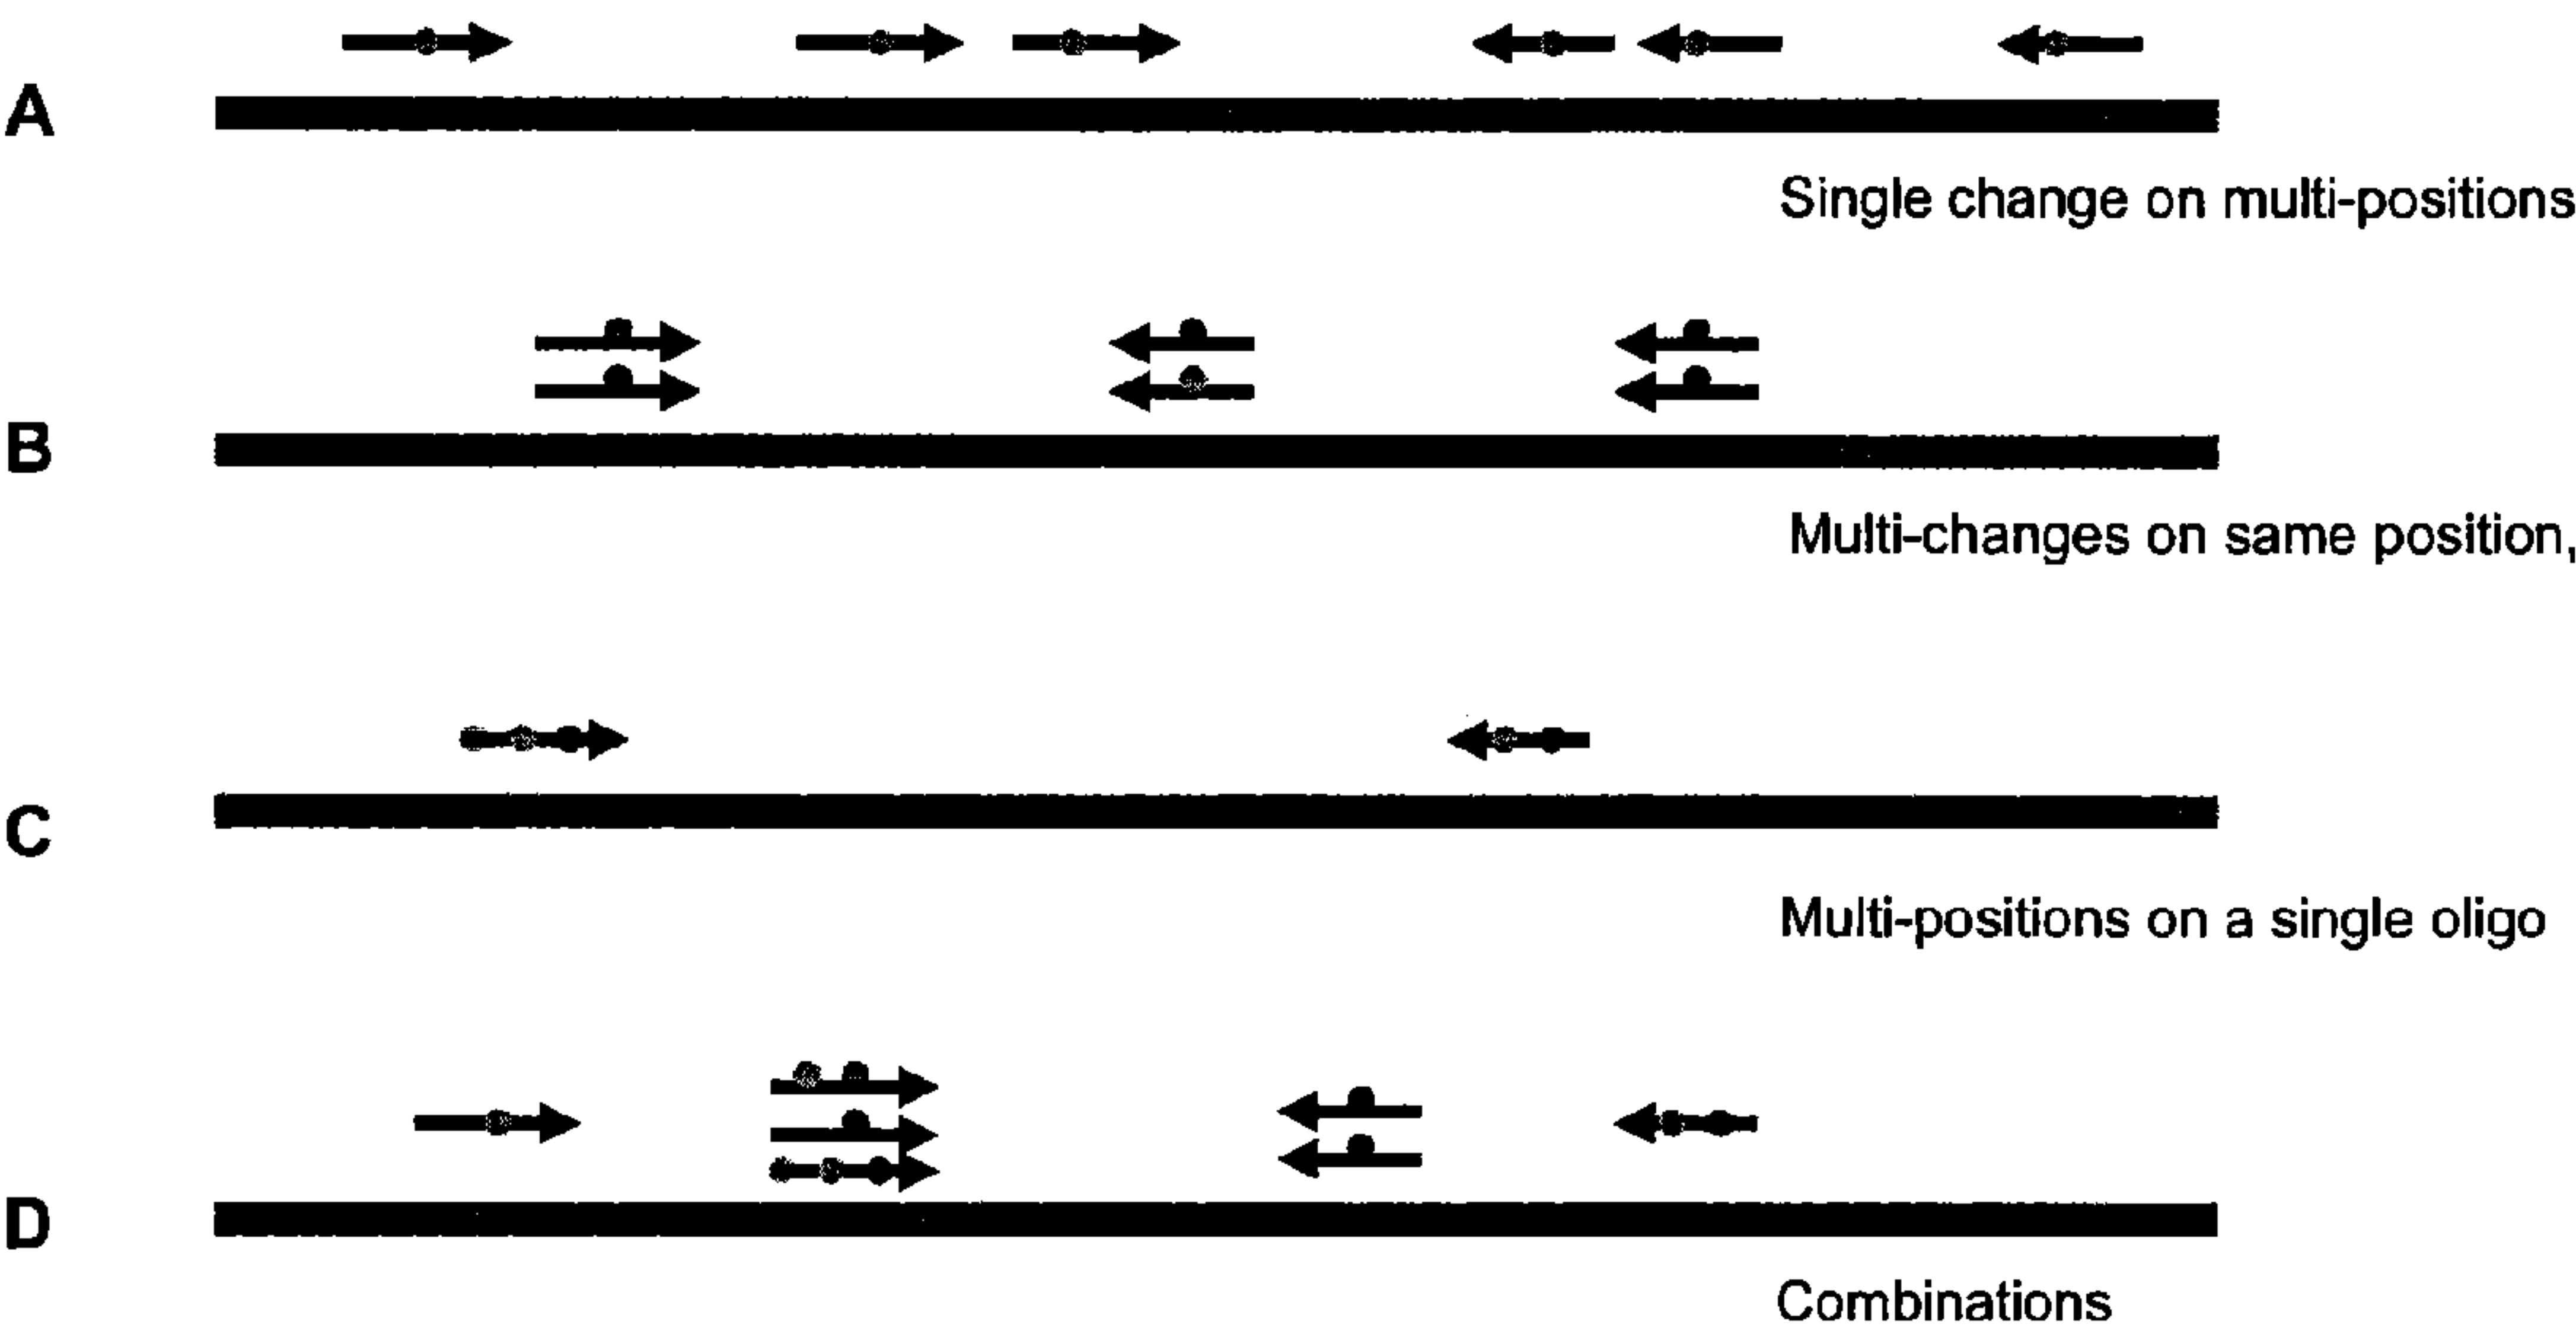 A
Single change on multi-positions
B
Multi-changes on same position,
C
Multi-positions on a single oligo
D
Combinations